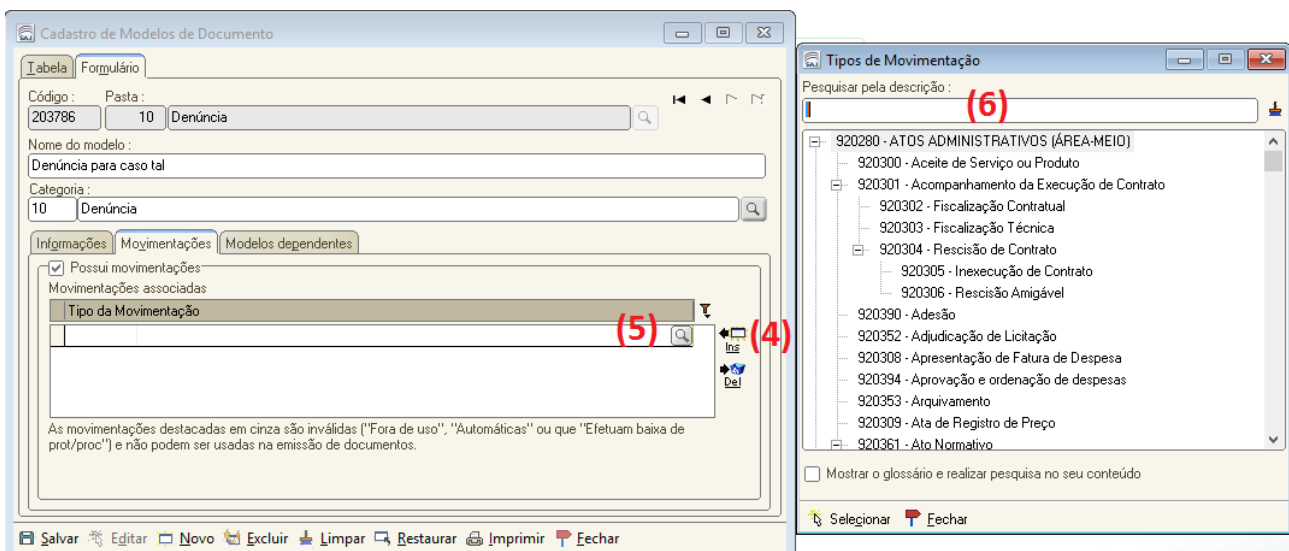 Cadastro de Modelos de Documento
Tabela Formulário
Código : Pasta :
203786 10 Denúncia
Nome do modelo :
Denúncia para caso tal
Categoria :
10 Denúncia
Informações Movimentações Modelos dependentes
Possui movimentações
Movimentações associadas
Tipo da Movimentação
(5) (4)
Ins
Del
As movimentações destacadas em cinza são inválidas ("Fora de uso", "Automáticas" ou que "Efetuam baixa de
prot/proc") e não podem ser usadas na emissão de documentos.
Salvar Editar Novo Excluir Limpar Restaurar Imprimir Fechar
Tipos de Movimentação
Pesquisar pela descrição :
(6)
920280 - ATOS ADMINISTRATIVOS (ÁREA-MEIO)
920300 - Aceite de Serviço ou Produto
920301 - Acompanhamento da Execução de Contrato
920302 - Fiscalização Contratual
920303 - Fiscalização Técnica
920304 - Rescisão de Contrato
920305 - Inexecução de Contrato
920306 - Rescisão Amigável
920390 - Adesão
920352 - Adjudicação de Licitação
920308 - Apresentação de Fatura de Despesa
920394 - Aprovação e ordenação de despesas
920353 - Arquivamento
920309 - Ata de Registro de Preço
920361 - Ato Normativo
Mostrar o glossário e realizar pesquisa no seu conteúdo
Selecionar Fechar